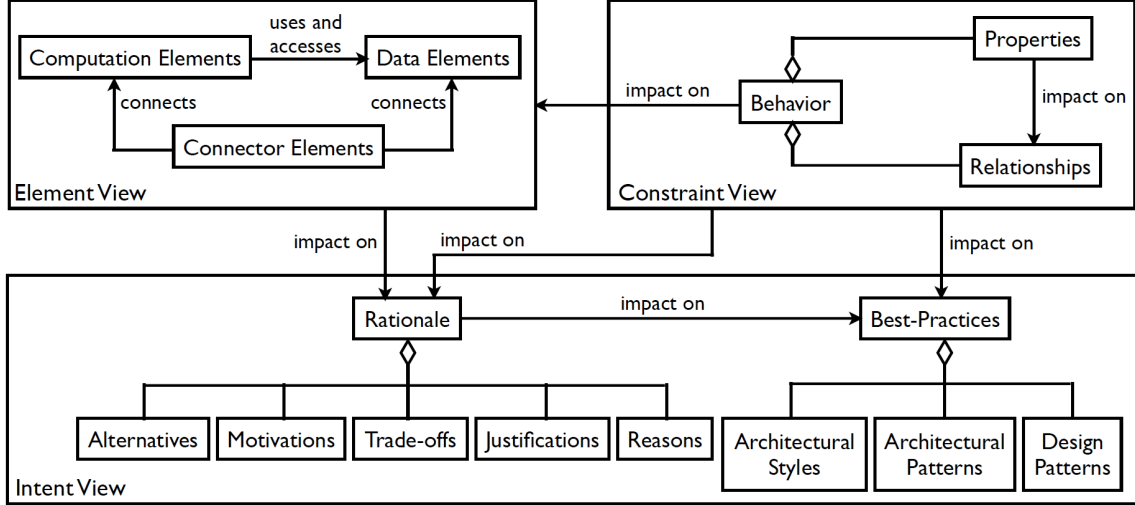 uses and
accesses
Computation Elements
Data Elements
connects
connects
Connector Elements
Element View
impact on
Properties
Behavior
impact on
Relationships
Constraint View
impact on
impact on
impact on
Rationale
impact on
Best-Practices
Alternatives
Motivations
Trade-offs
Justifications
Reasons
Architectural
Styles
Architectural
Patterns
Design
Patterns
Intent View